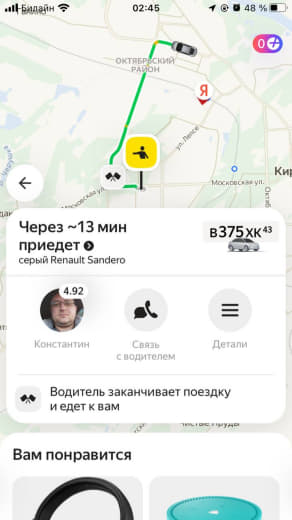 Билайн 02:45 48 %
ОКТЯБРЬСКИЙ
РАЙОН
0
Я
ул. Лепсе
Московская ул.
Московская ул.
Кир
Через ~13 мин
приедет
серый Renault Sandero
В375ХК 43
4.92
Константин
Связь
с водителем
Детали
Водитель заканчивает поездку
и едет к вам
Чистые Пруды
Вам понравится